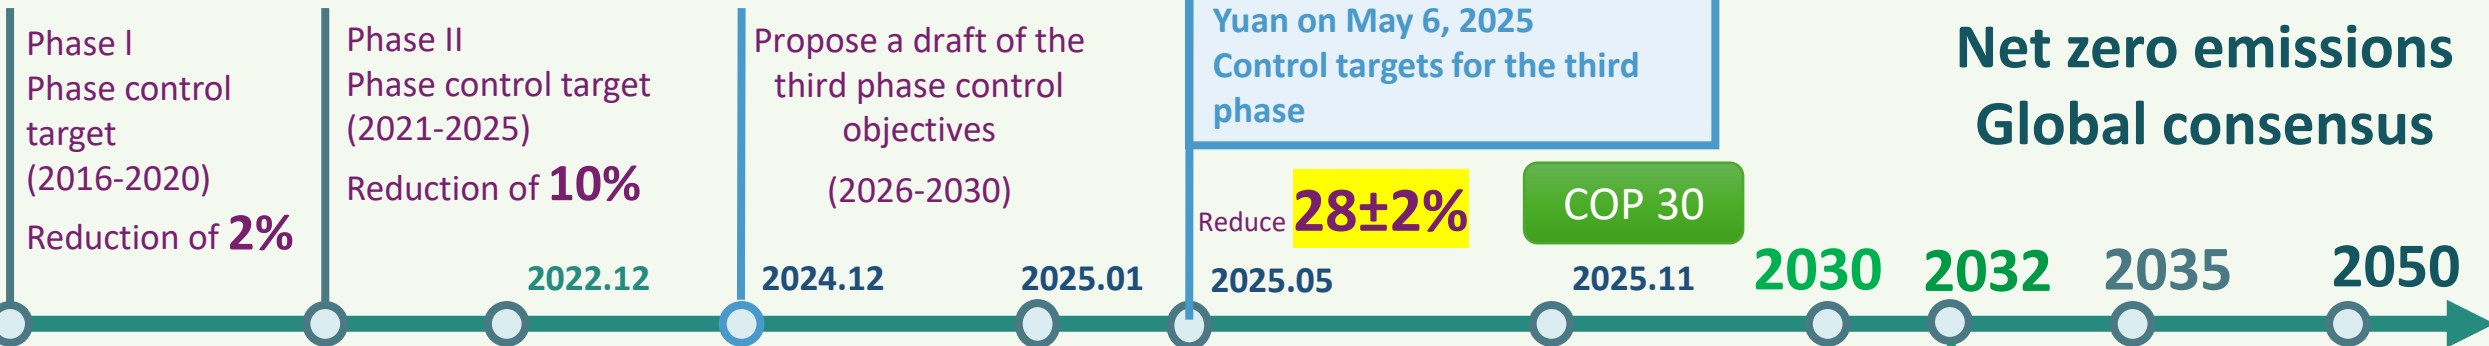 Phase l
Phase control
target
(2016-2020)
Reduction of 2%
Phase II
Phase control target
(2021-2025)
Reduction of 10%
2022.12
Propose a draft of the
third phase control
objectives
(2026-2030)
2024.12
2025.01
Yuan on May 6, 2025
Control targets for the third
phase
Reduce 28±2%
2025.05
COP 30
2025.11
Net zero emissions
Global consensus
2030
2032
2035
2050